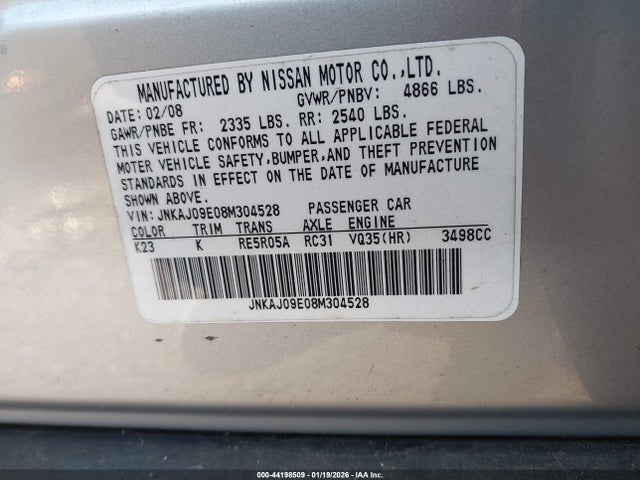 MANUFACTURED BY NISSAN MOTOR CO.,LTD.
DATE: 02/08 GVWR/PNBV: 4866 LBS.
GAWR/PNBE FR: 2335 LBS. RR: 2540 LBS.
THIS VEHICLE CONFORMS TO ALL APPLICABLE FEDERAL
MOTOR VEHICLE SAFETY,BUMPER,AND THEFT PREVENTION
STANDARDS IN EFFECT ON THE DATE OF MANUFACTURE
SHOWN ABOVE.
VIN: JNKAJ09E08M304528 PASSENGER CAR
COLOR TRIM TRANS AXLE ENGINE
K23 K RE5R05A RC31 VQ35(HR) 3498CC
JNKAJ09E08M304528
000-44198509 | 01/19/2026 - IAA Inc.